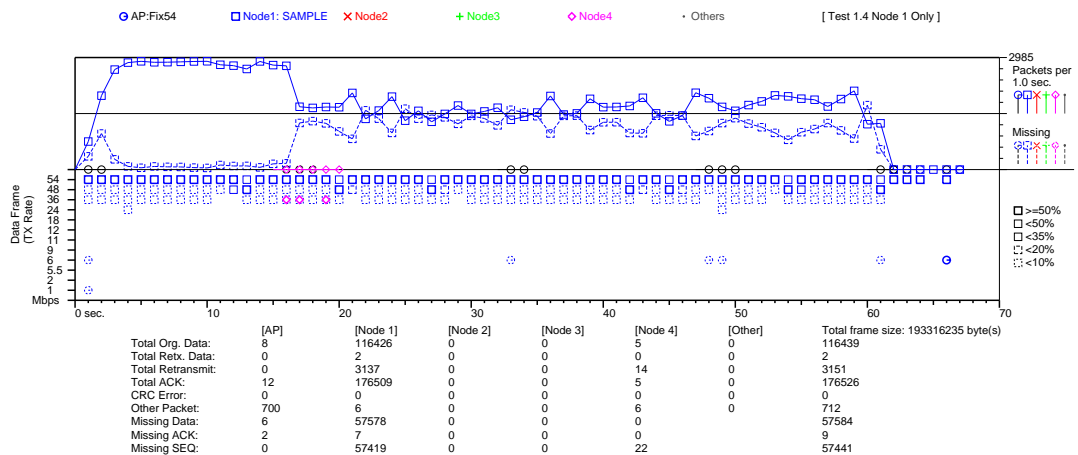 AP:Fix54 Node1: SAMPLE Node2 Node3 Node4 Others [ Test 1.4 Node 1 Only ]
2985
Packets per
1.0 sec.
Missing
Data Frame
(TX Rate)
54
48
36
24
18
12
11
9
6
5.5
2
1
Mbps
>=50%
<50%
<35%
<20%
<10%
0 sec. 10 20 30 40 50 60 70
[AP] [Node 1] [Node 2] [Node 3] [Node 4] [Other] Total frame size: 193316235 byte(s)
Total Org. Data: 8 116426 0 0 5 0 116439
Total Retx. Data: 0 2 0 0 0 0 2
Total Retransmit: 0 3137 0 0 14 0 3151
Total ACK: 12 176509 0 0 5 0 176526
CRC Error: 0 0 0 0 0 0 0
Other Packet: 700 6 0 0 6 0 712
Missing Data: 6 57578 0 0 0 57584
Missing ACK: 2 7 0 0 0 9
Missing SEQ: 0 57419 0 0 22 57441